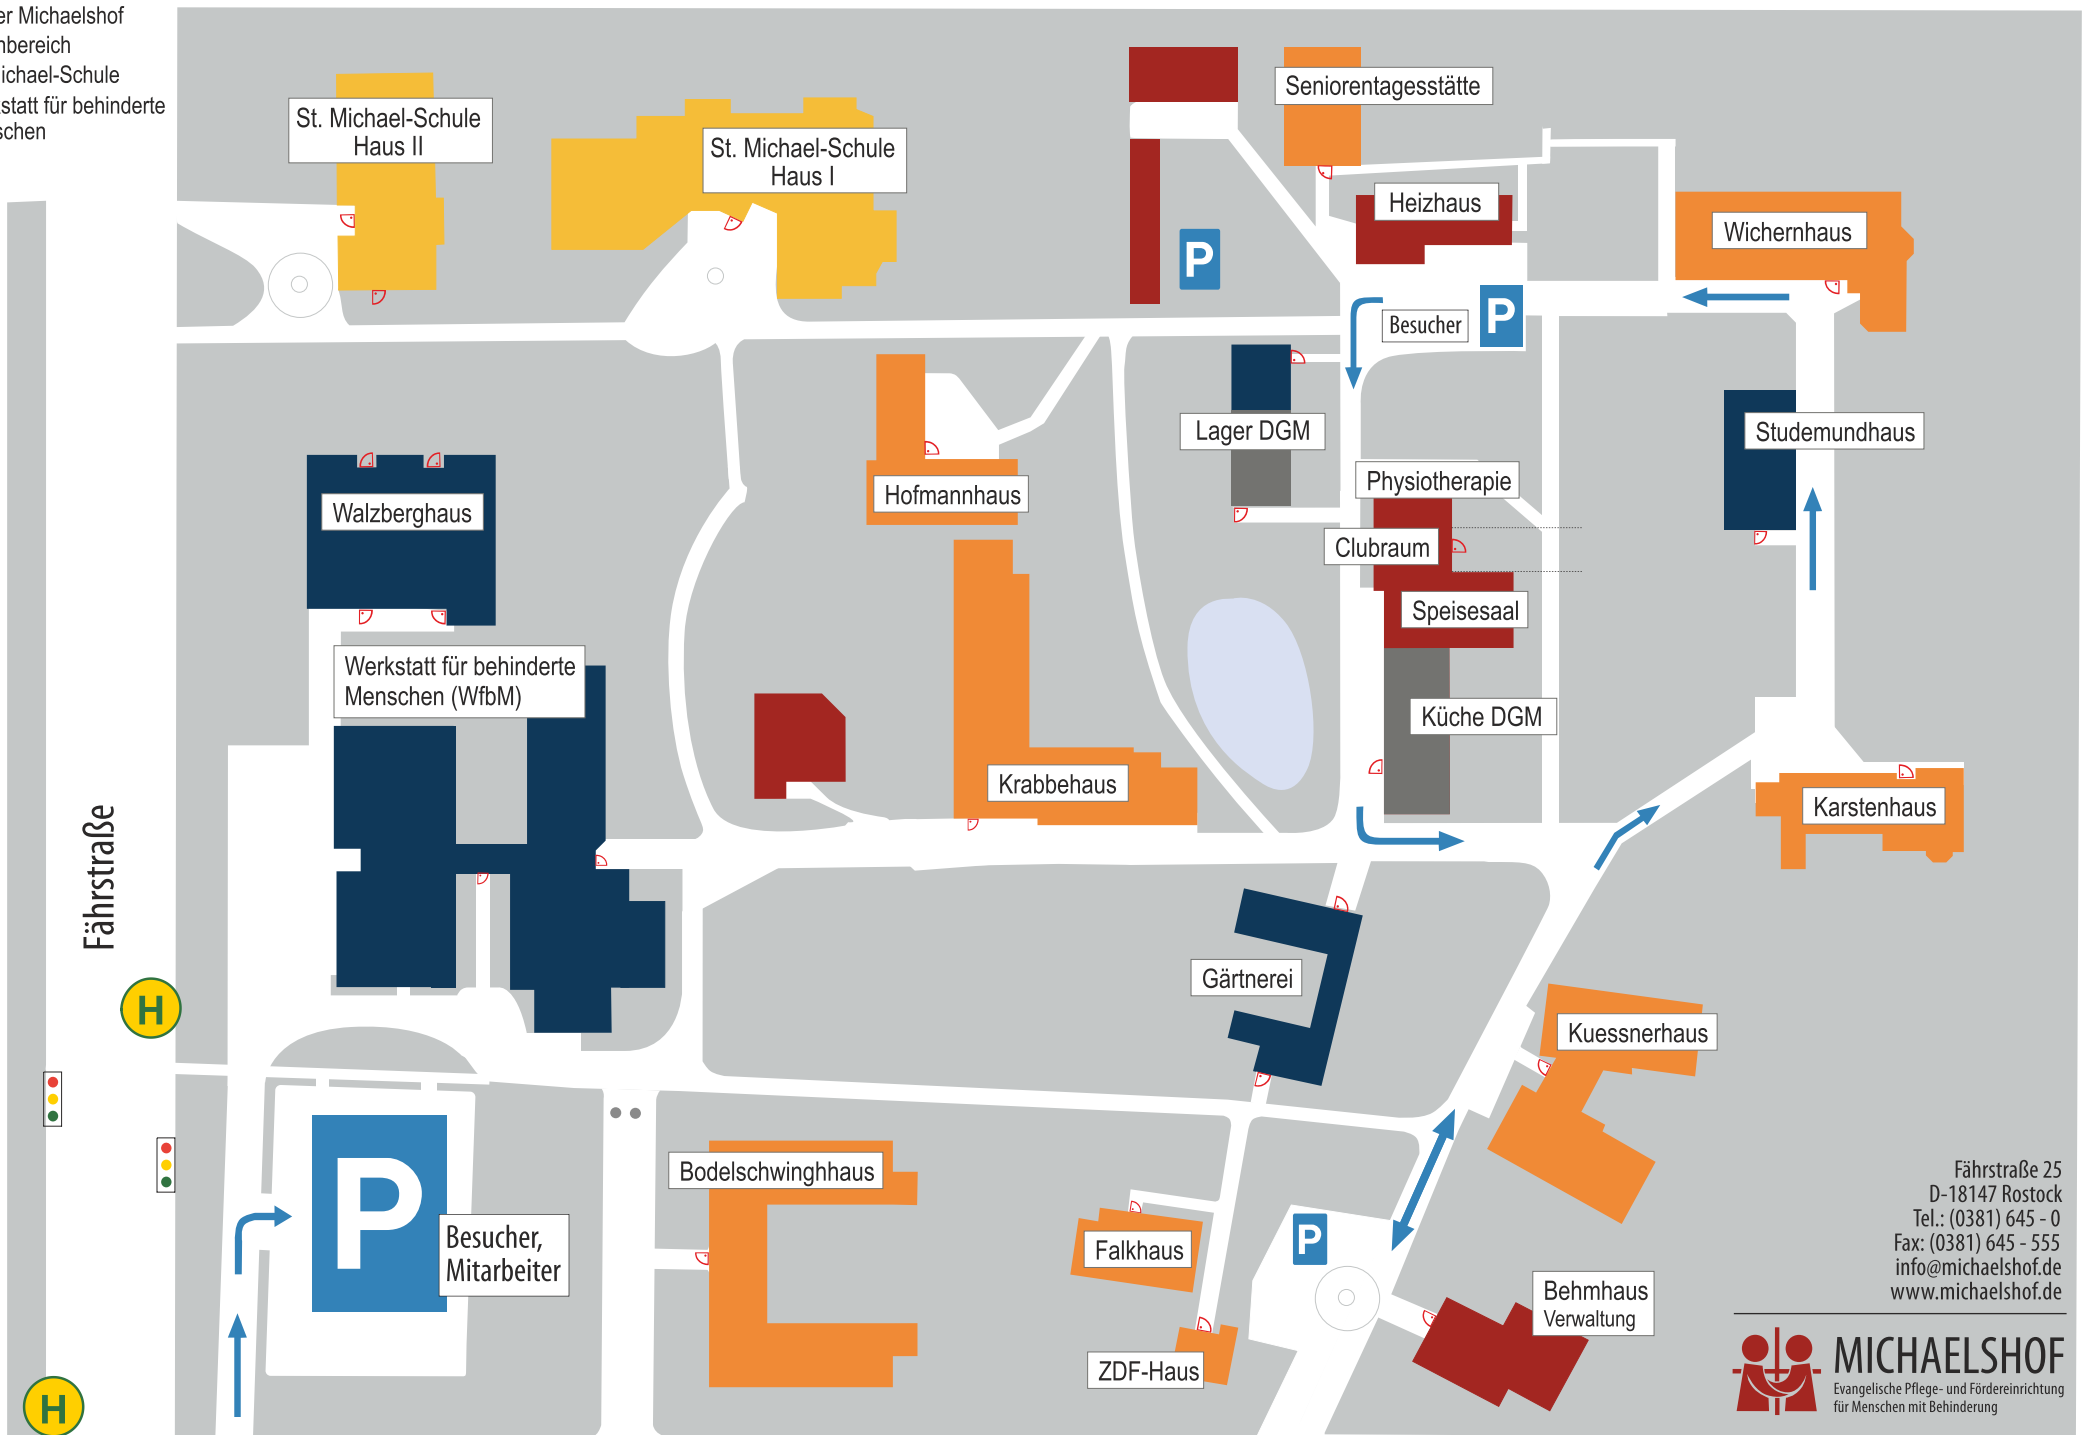 er Michaelshof
nbereich
ichael-Schule
statt für behinderte
schen
St. Michael-Schule
Haus II
St. Michael-Schule
Haus I
Seniorentagesstätte
Heizhaus
Wichernhaus
P
Besucher
P
Lager DGM
Studemundhaus
Hofmannhaus
Physiotherapie
Walzberghaus
Clubraum
Speisesaal
Werkstatt für behinderte
Menschen (WfbM)
Küche DGM
Krabbehaus
Karstenhaus
Fährstraße
Gärtnerei
H
Kuessnerhaus
Bodelschwinghhaus
P
Besucher,
Mitarbeiter
Falkhaus
P
Behmhaus
Verwaltung
ZDF-Haus
H
Fährstraße 25
D-18147 Rostock
Tel.: (0381) 645 - 0
Fax: (0381) 645 - 555
info@michaelshof.de
www.michaelshof.de
MICHAELSHOF
Evangelische Pflege- und Fördereinrichtung
für Menschen mit Behinderung